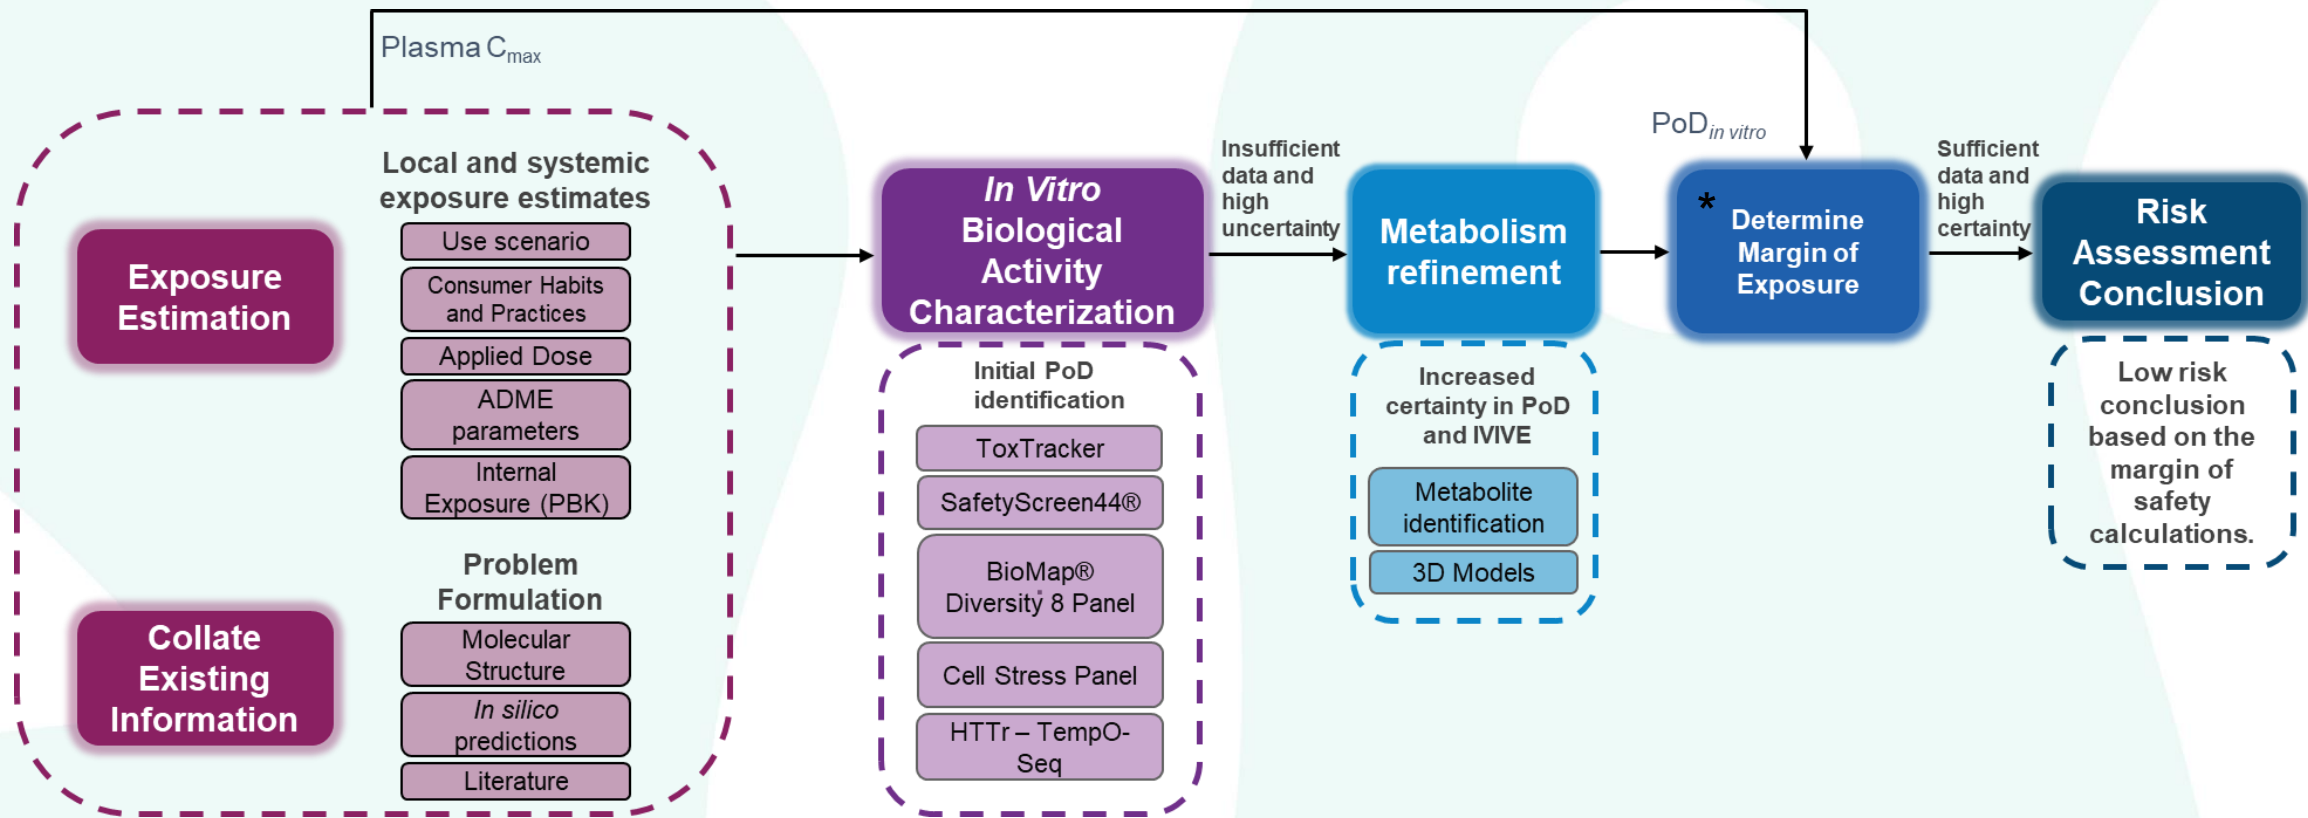 Plasma Cmax
Local and systemic
exposure estimates
Exposure
Estimation
Use scenario
Consumer Habits
and Practices
Applied Dose
ADME
parameters
Internal
Exposure (PBK)
Problem
Formulation
Collate
Existing
Information
Molecular
Structure
In silico
predictions
Literature
In Vitro
Biological
Activity
Characterization
Initial PoD
identification
ToxTracker
SafetyScreen44®
BioMap®
Diversity 8 Panel
Cell Stress Panel
HTTr – TempO-
Seq
Insufficient
data and
high
uncertainty
Metabolism
refinement
Increased
certainty in PoD
and IVIVE
Metabolite
identification
3D Models
PoDin vitro
*
Determine
Margin of
Exposure
Sufficient
data and
high
certainty
Risk
Assessment
Conclusion
Low risk
conclusion
based on the
margin of
safety
calculations.